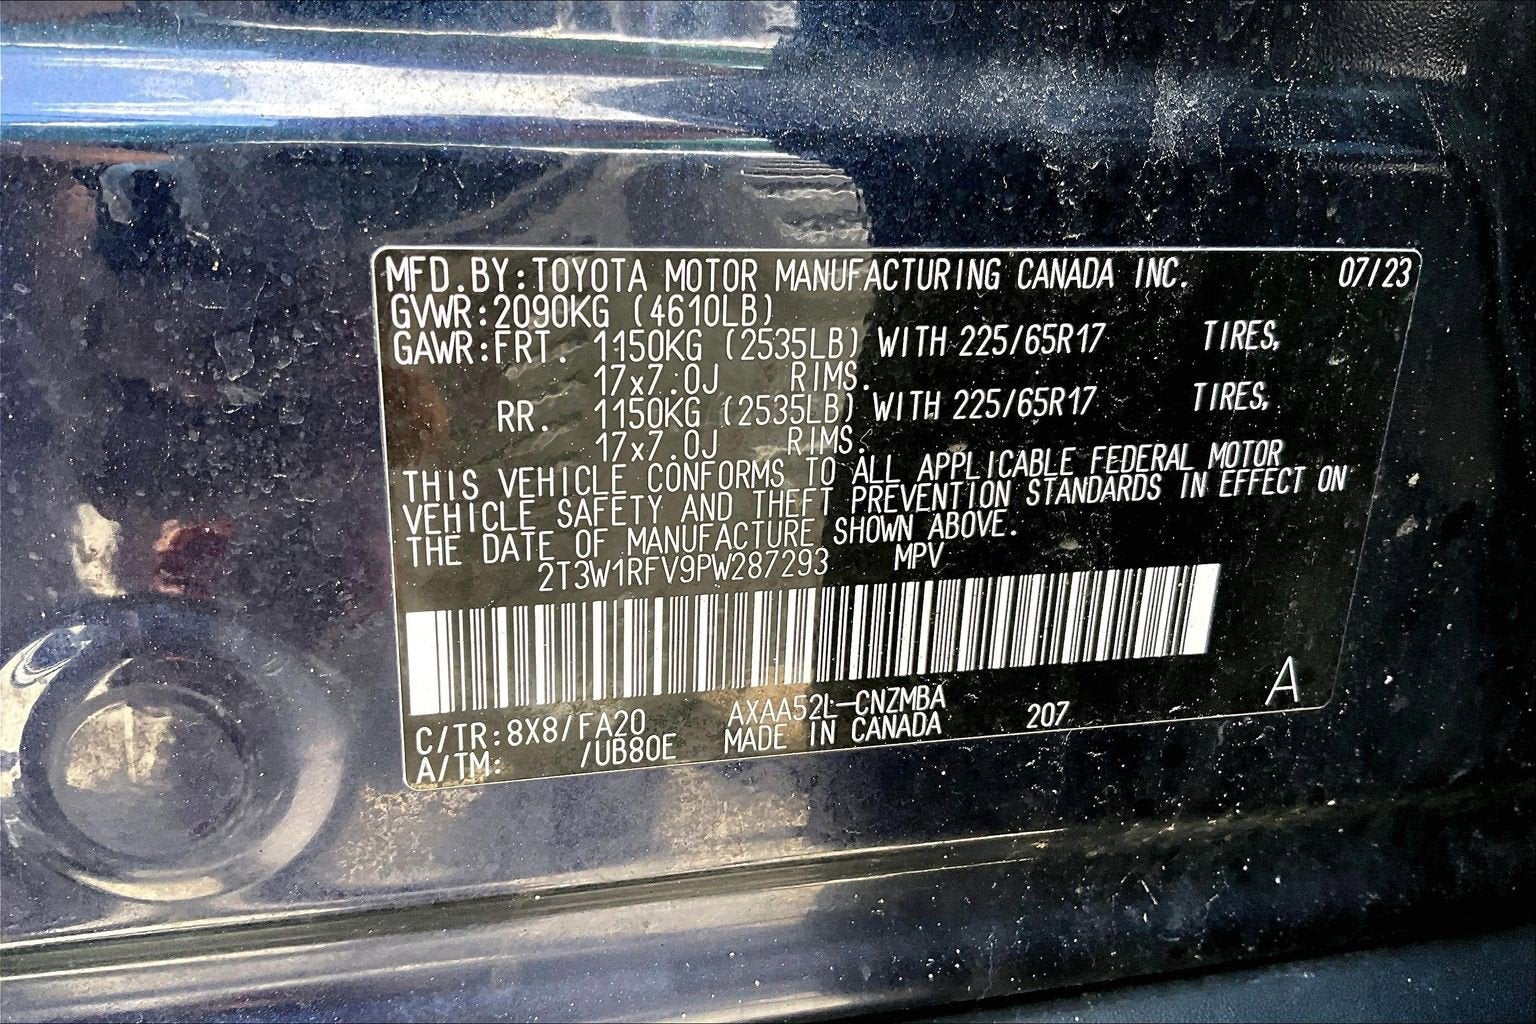 MFD.BY:TOYOTA MOTOR MANUFACTURING CANADA INC. 07/23
GVWR:2090KG (4610LB)
GAWR:FRT. 1150KG (2535LB) WITH 225/65R17 TIRES,
17x7.0J RIMS.
RR. 1150KG (2535LB) WITH 225/65R17 TIRES,
17x7.0J RIMS.
THIS VEHICLE CONFORMS TO ALL APPLICABLE FEDERAL MOTOR
VEHICLE SAFETY AND THEFT PREVENTION STANDARDS IN EFFECT ON
THE DATE OF MANUFACTURE SHOWN ABOVE.
2T3W1RFV9PW287293 MPV
C/TR:8X8/FA20 AXAA52L-CNZMBA 207 A
A/TM: /UB80E MADE IN CANADA